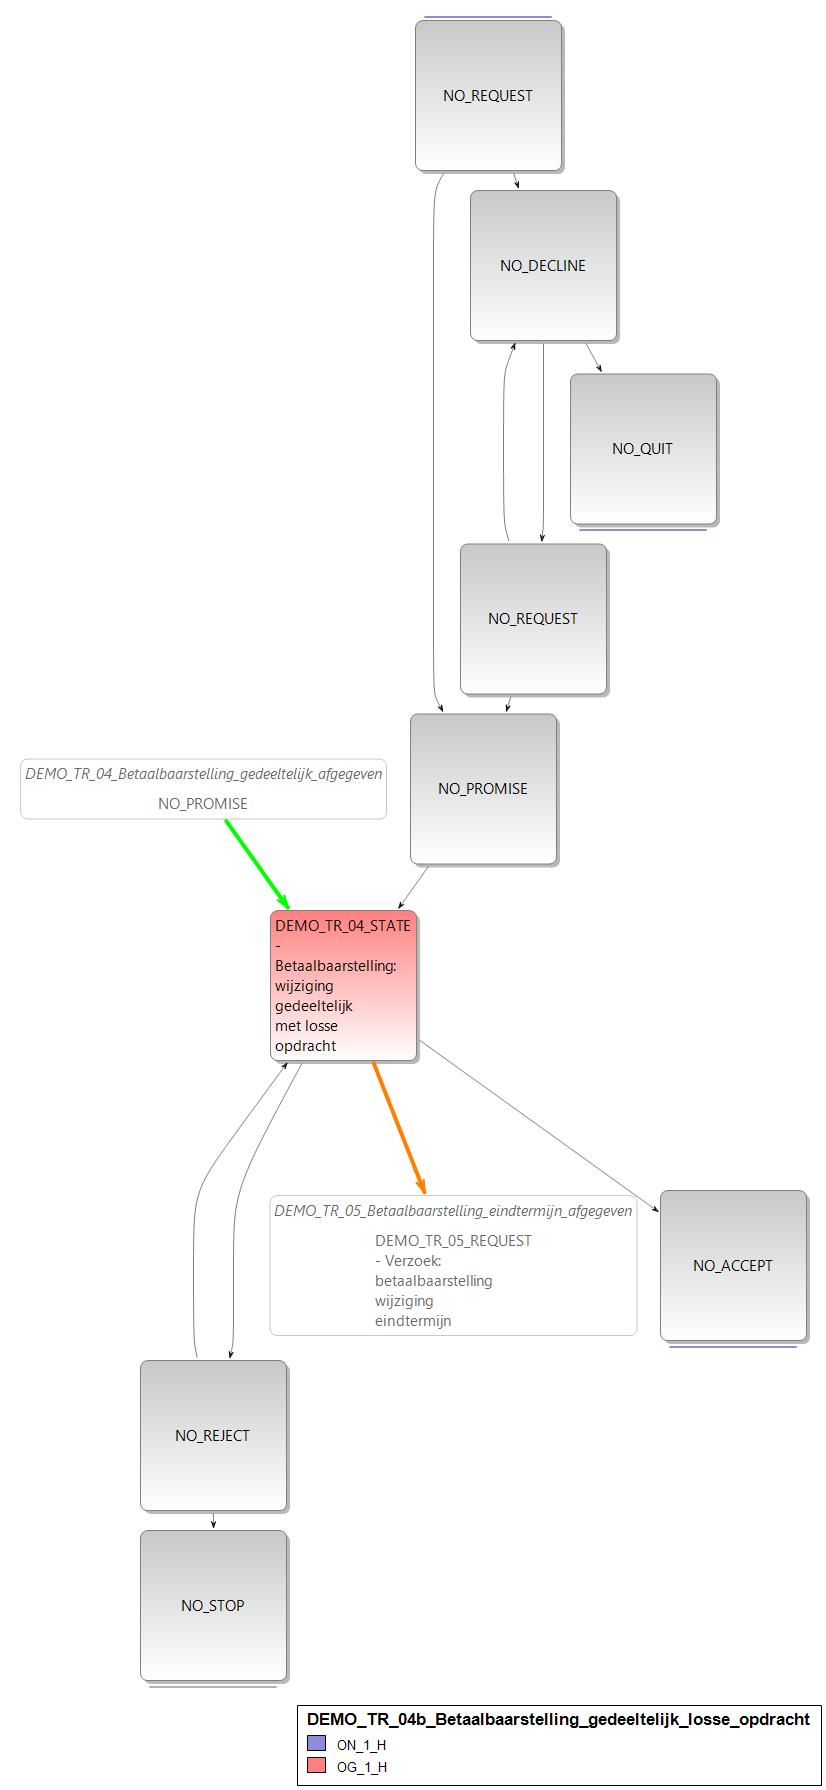 NO_REQUEST
NO_DECLINE
NO_QUIT
NO_REQUEST
DEMO_TR_04_Betaalbaarstelling_gedeeltelijk_afgegeven
NO_PROMISE
NO_PROMISE
DEMO_TR_04_STATE
-
Betaalbaarstelling:
wijziging
gedeeltelijk
met losse
opdracht
DEMO_TR_05_Betaalbaarstelling_eindtermijn_afgegeven
DEMO_TR_05_REQUEST
- Verzoek:
betaalbaarstelling
wijziging
eindtermijn
NO_ACCEPT
NO_REJECT
NO_STOP
DEMO_TR_04b_Betaalbaarstelling_gedeeltelijk_losse_opdracht
ON_1_H
OG_1_H